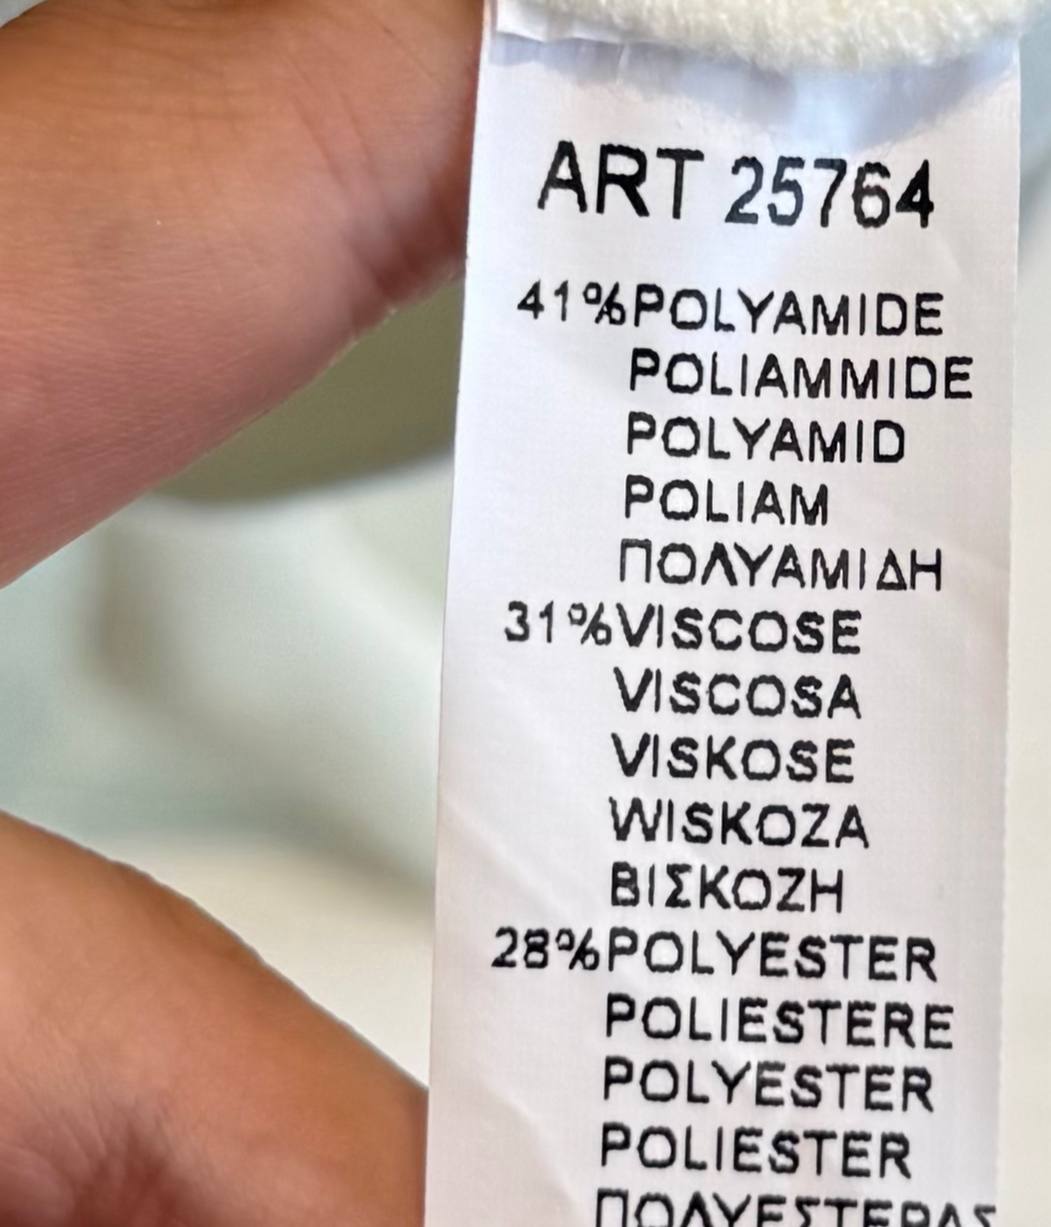 ART 25764
41%POLYAMIDE
POLIAMMIDE
POLYAMID
POLIAM
ΠΟΛΥΑΜΙΔΗ
31%VISCOSE
VISCOSA
VISKOSE
WISKOZA
ΒΙΣΚΟΖΗ
28%POLYESTER
POLIESTERE
POLYESTER
POLIESTER
ΠΟΛΥΕΣΤΕΡΑΣ